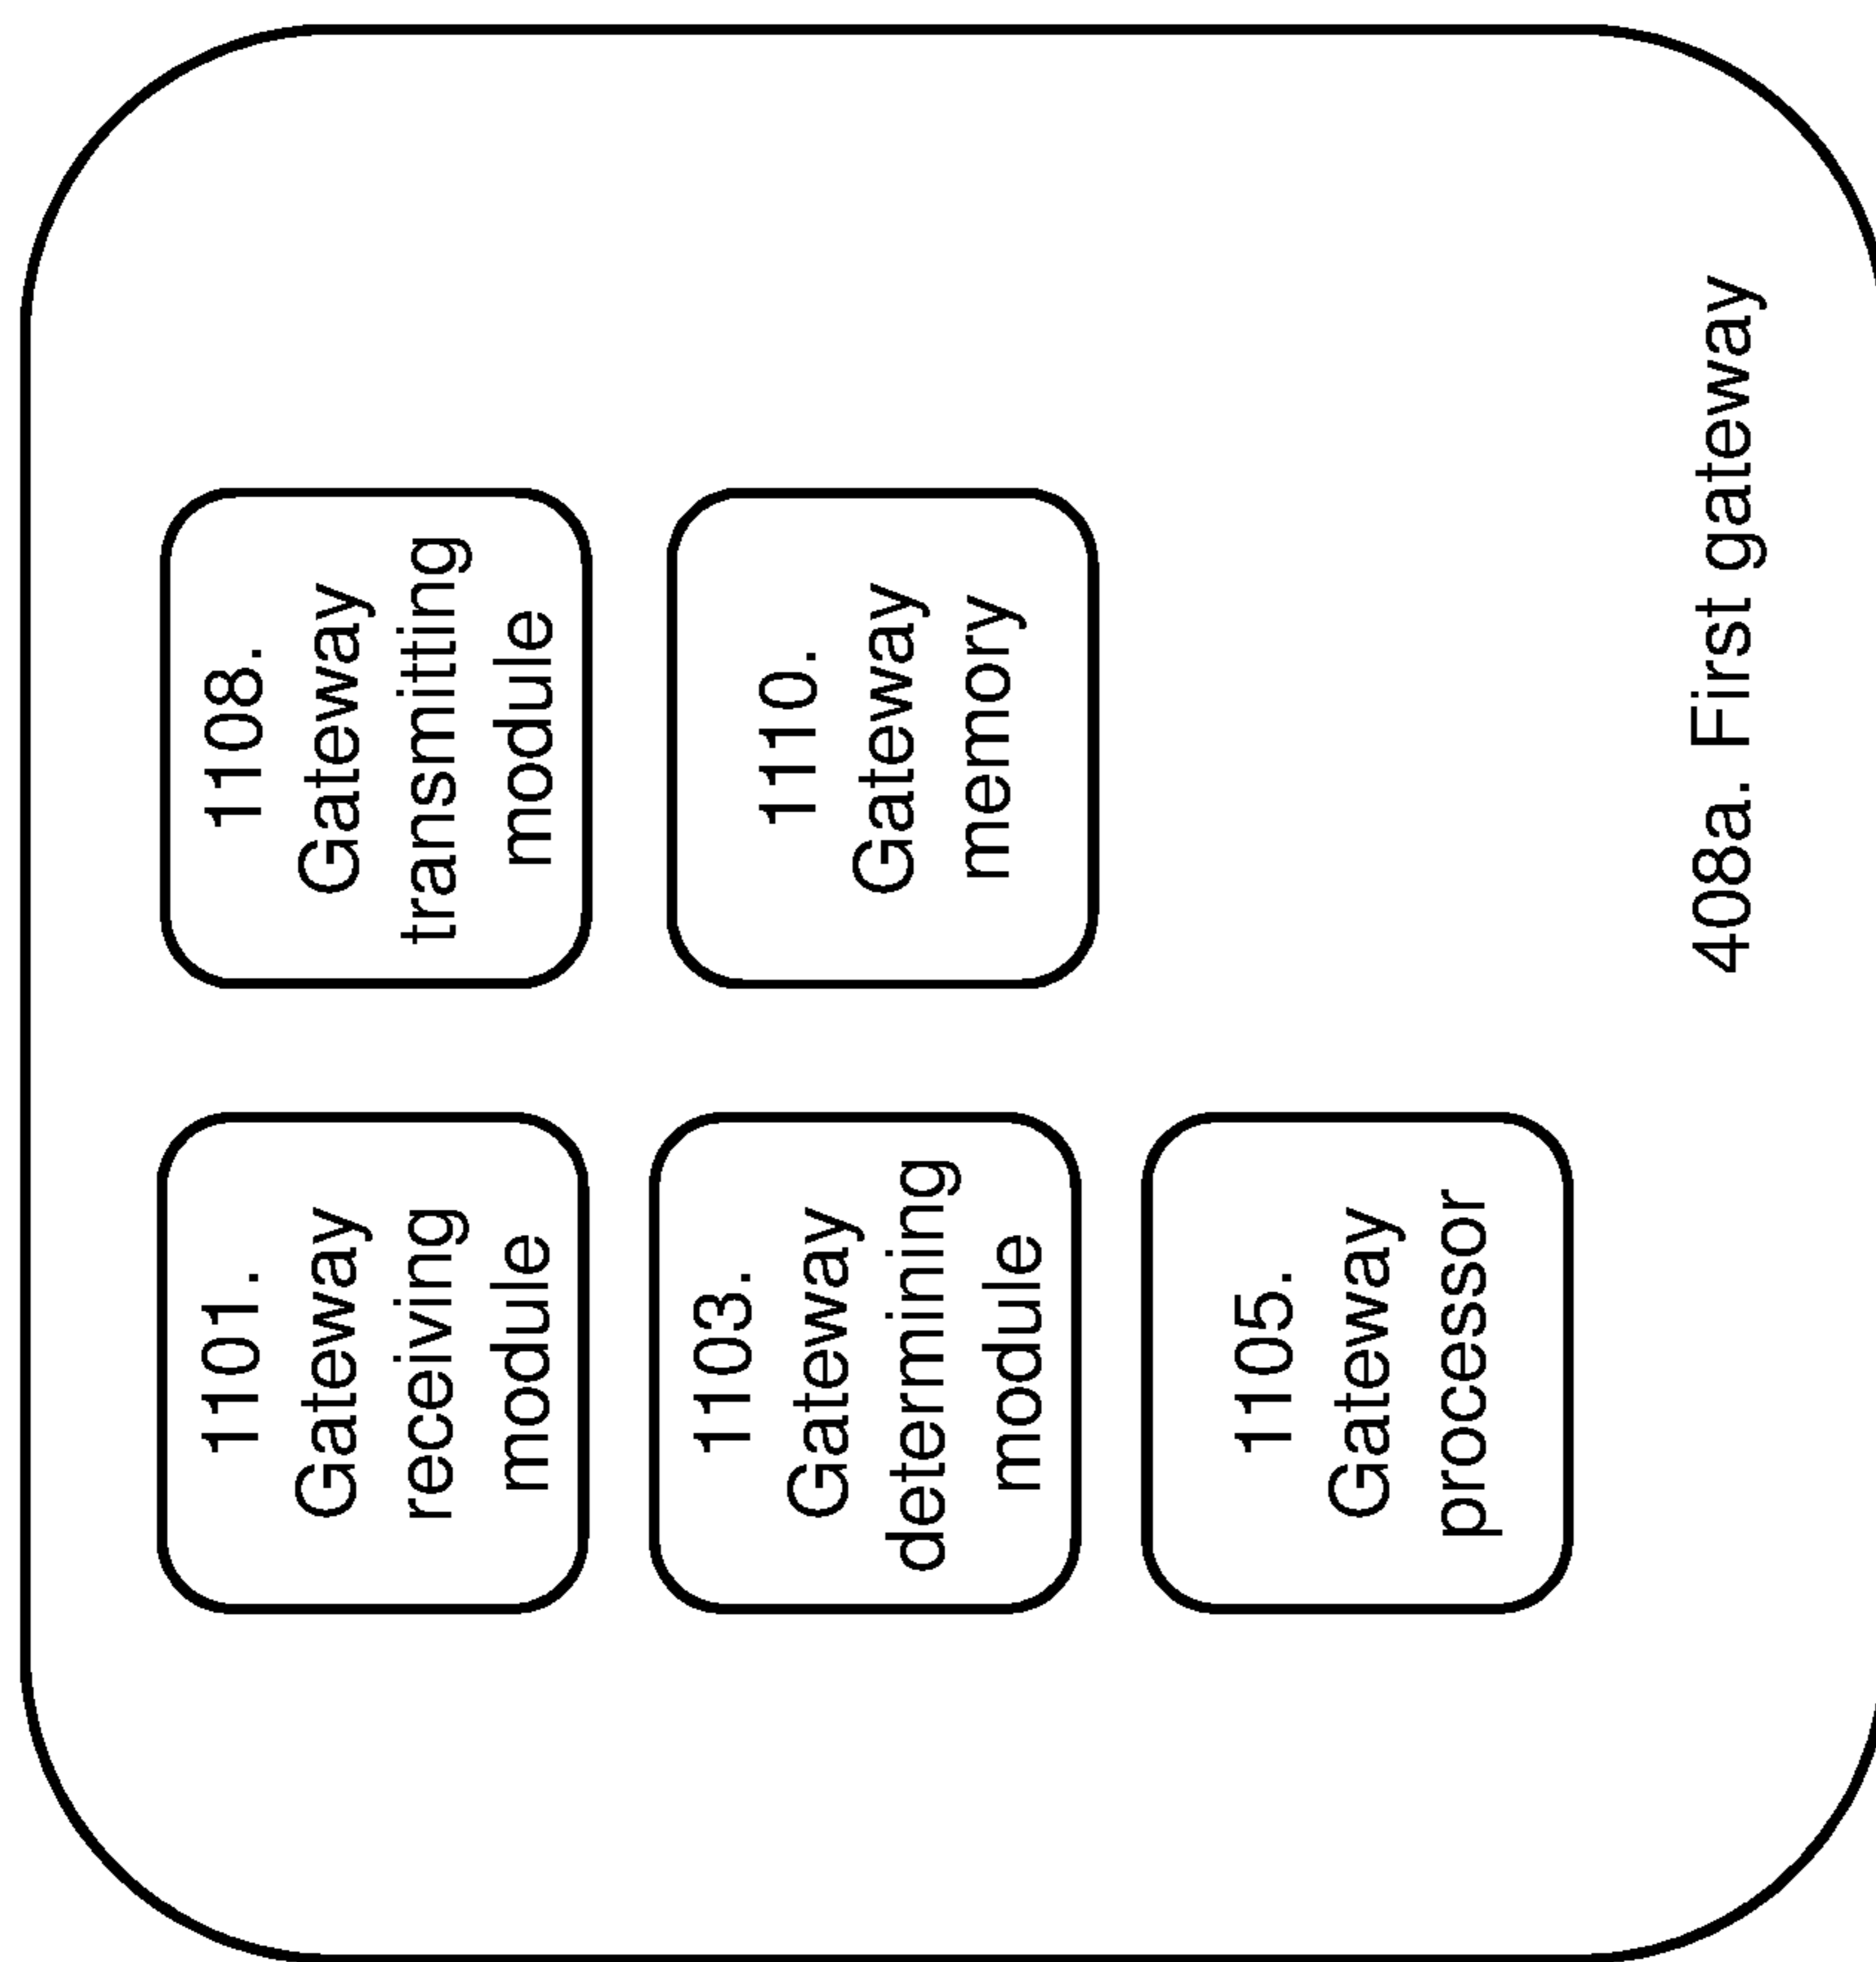 1101.
Gateway
receiving
module
1108.
Gateway
transmitting
module
1103.
Gateway
determining
module
1110.
Gateway
memory
1105.
Gateway
processor
408a. First gateway